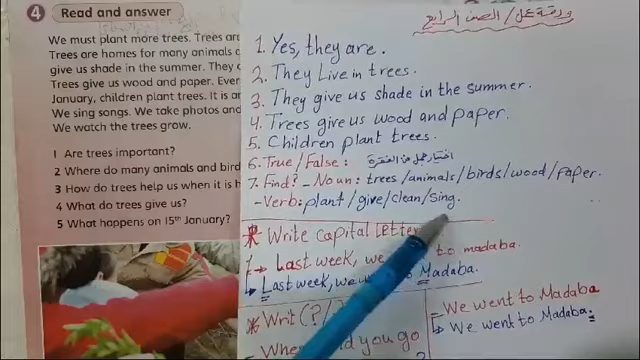 4 Read and answer
We must plant more trees. Trees are
Trees are homes for many animals
give us shade in the summer. They
Trees give us wood and paper. Ever
January, children plant trees. It is a
We sing songs. We take photos and
We watch the trees grow.
1 Are trees important?
2 Where do many animals and bird
3 How do trees help us when it is h
4 What do trees give us?
5 What happens on 15th January?
ورقة عمل / الصف الرابع
1. Yes, they are.
2. They Live in trees.
3. They give us shade in the summer.
4. Trees give us wood and paper.
5. Children plant trees.
6. True/False:
7. Find? - Noun: trees/animals/birds/wood/paper.
- Verb: plant/give/clean/sing.
* Write capital letter
1- → Last week, we to madaba.
↳ Last week, we Madaba.
* Writ (?/
When you go
?
We went to Madaba
↳ We went to Madaba.